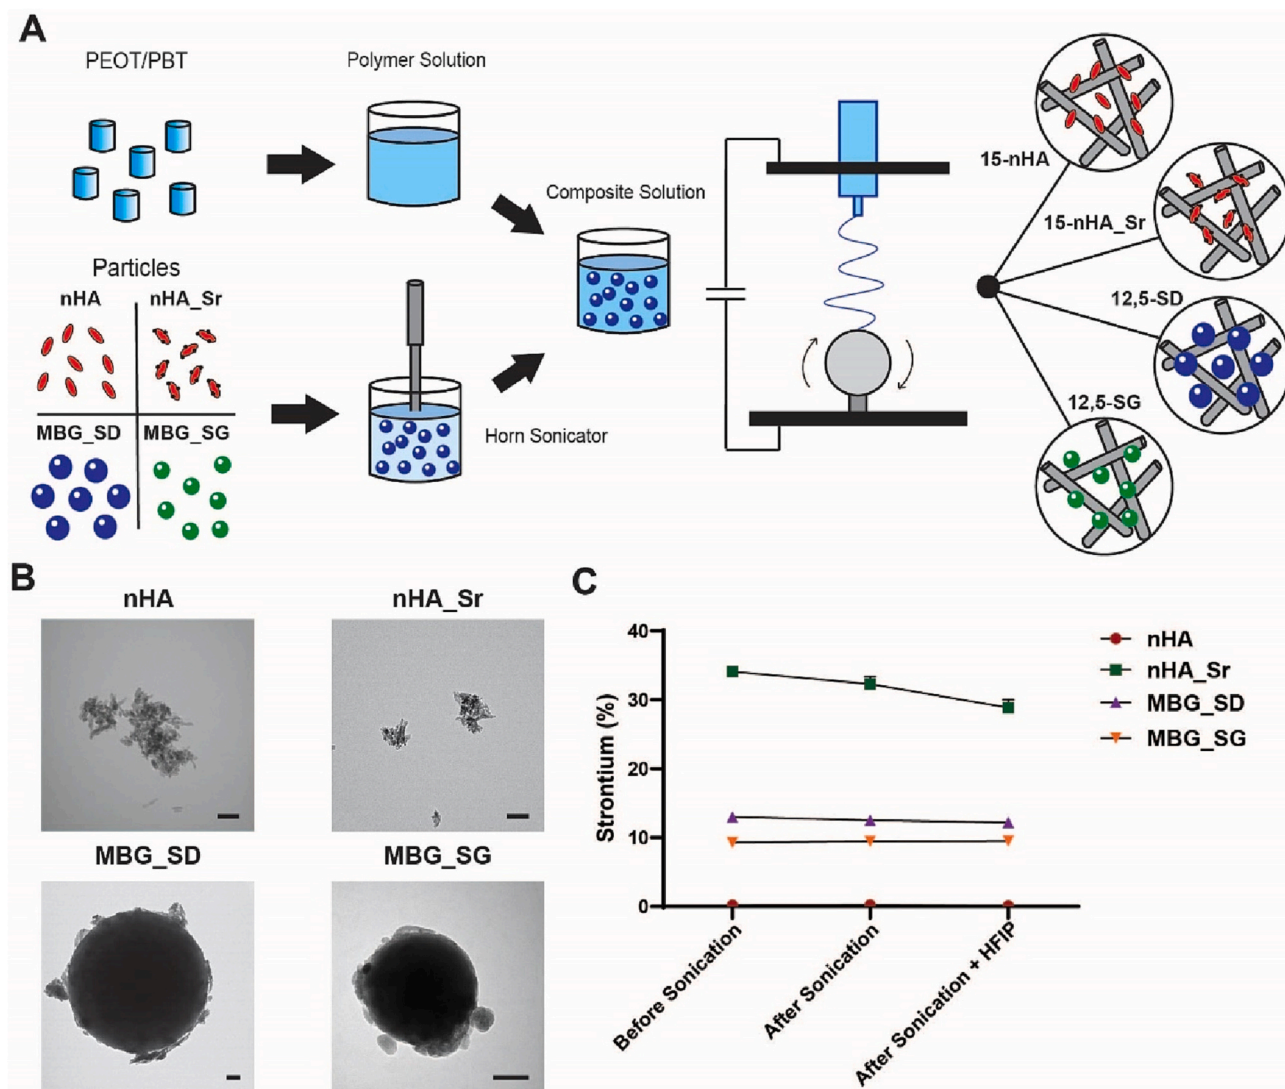 A
PEOT/PBT
Polymer Solution
Composite Solution
15-nHA
15-nHA_Sr
12,5-SD
12,5-SG
Particles
nHA
nHA_Sr
MBG_SD
MBG_SG
Horn Sonicator
B
nHA
nHA_Sr
MBG_SD
MBG_SG
C
Strontium (%)
40
30
20
10
0
Before Sonication
After Sonication
After Sonication + HFIP
nHA
nHA_Sr
MBG_SD
MBG_SG